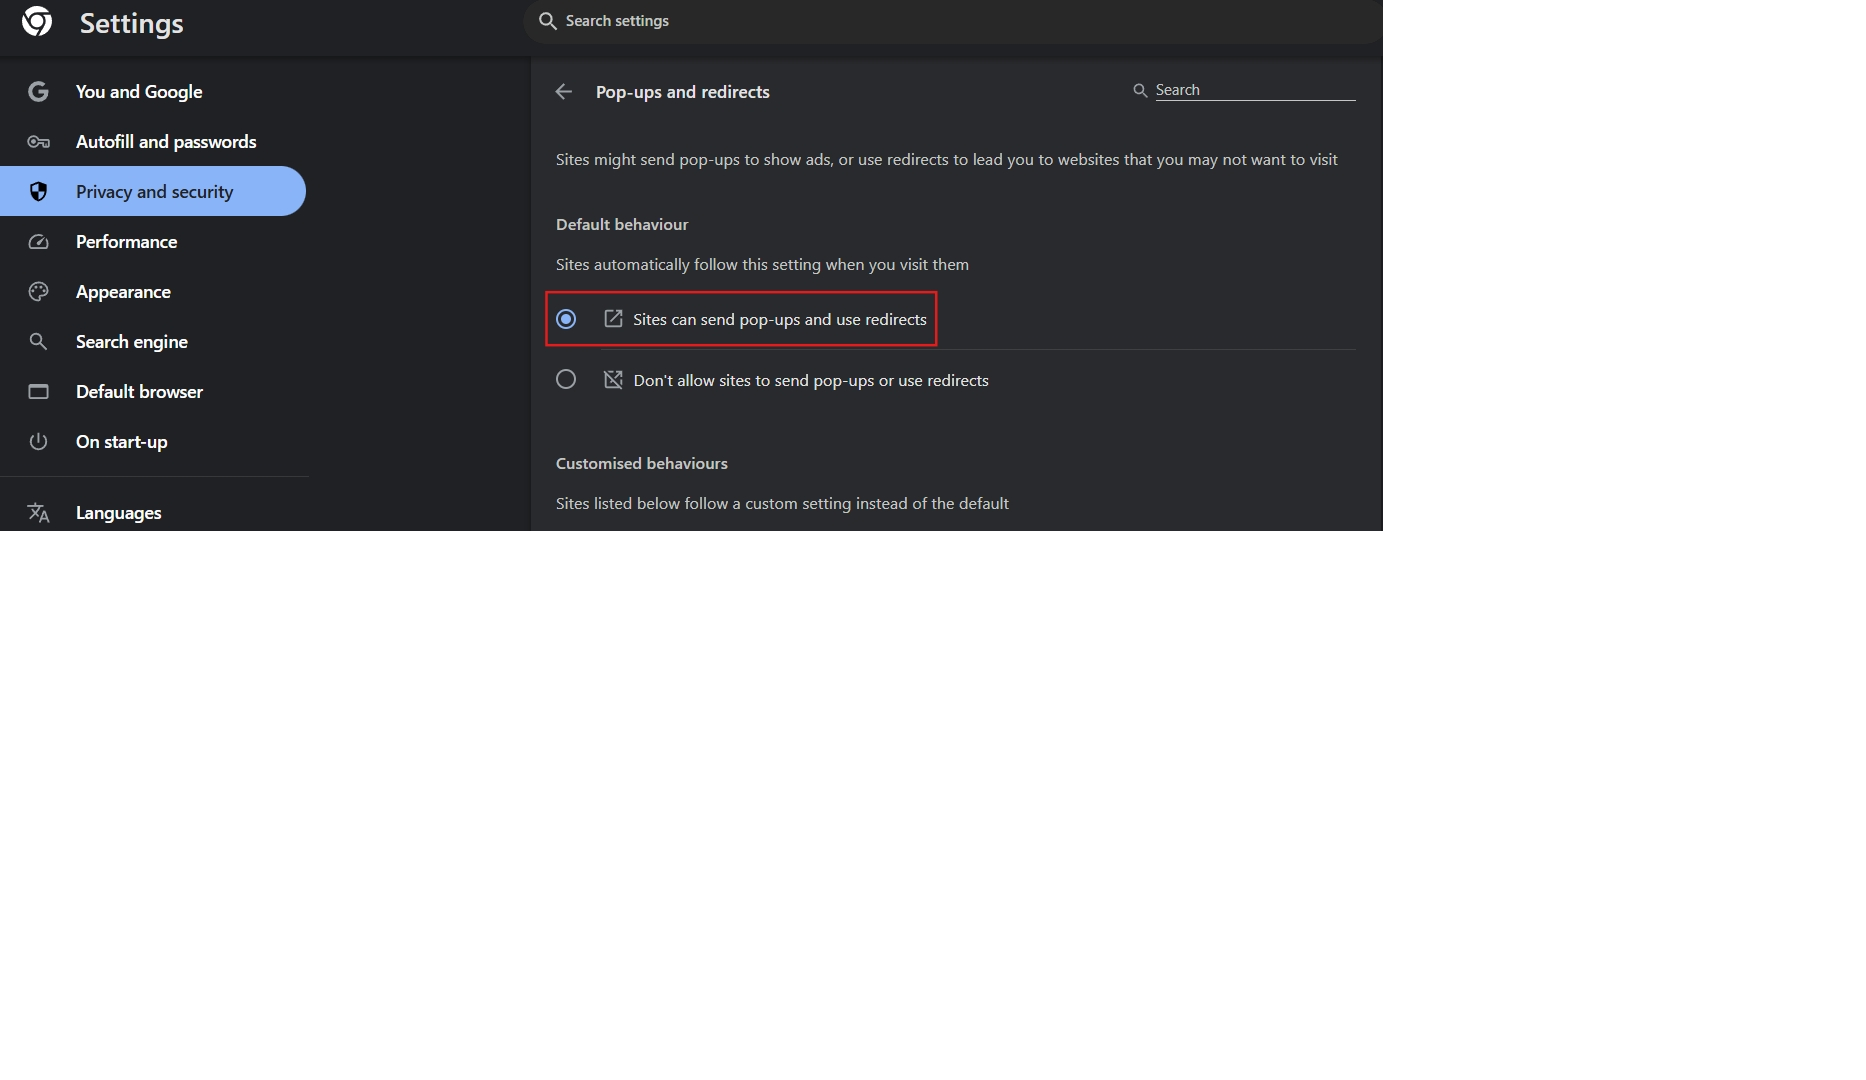 Settings
Search settings
You and Google
Autofill and passwords
Privacy and security
Performance
Appearance
Search engine
Default browser
On start-up
Languages
Pop-ups and redirects
Search
Sites might send pop-ups to show ads, or use redirects to lead you to websites that you may not want to visit
Default behaviour
Sites automatically follow this setting when you visit them
Sites can send pop-ups and use redirects
Don't allow sites to send pop-ups or use redirects
Customised behaviours
Sites listed below follow a custom setting instead of the default